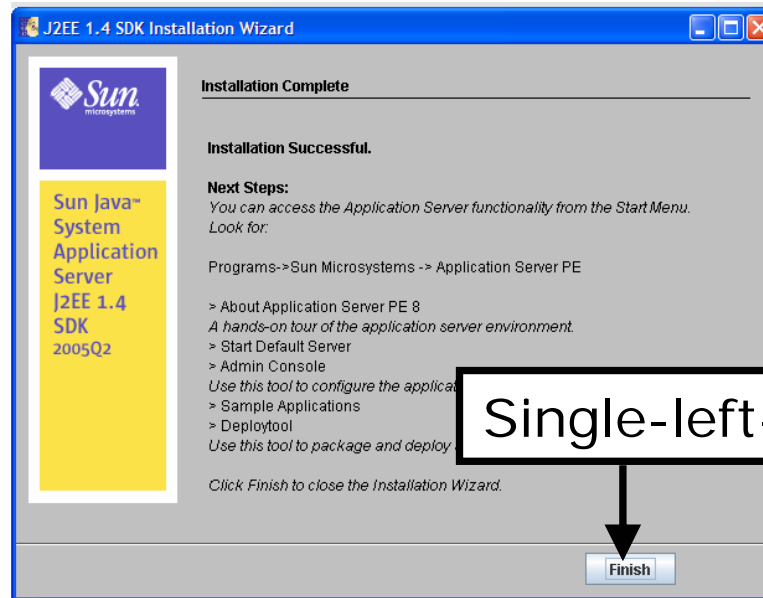 J2EE 1.4 SDK Installation Wizard
Sun
microsystems
Sun Java™
System
Application
Server
J2EE 1.4
SDK
2005Q2
Installation Complete
Installation Successful.
Next Steps:
You can access the Application Server functionality from the Start Menu.
Look for:
Programs->Sun Microsystems -> Application Server PE
> About Application Server PE 8
A hands-on tour of the application server environment.
> Start Default Server
> Admin Console
Use this tool to configure the applicat
> Sample Applications
> Deploytool
Use this tool to package and deploy
Click Finish to close the Installation Wizard.
Single-left-
Finish